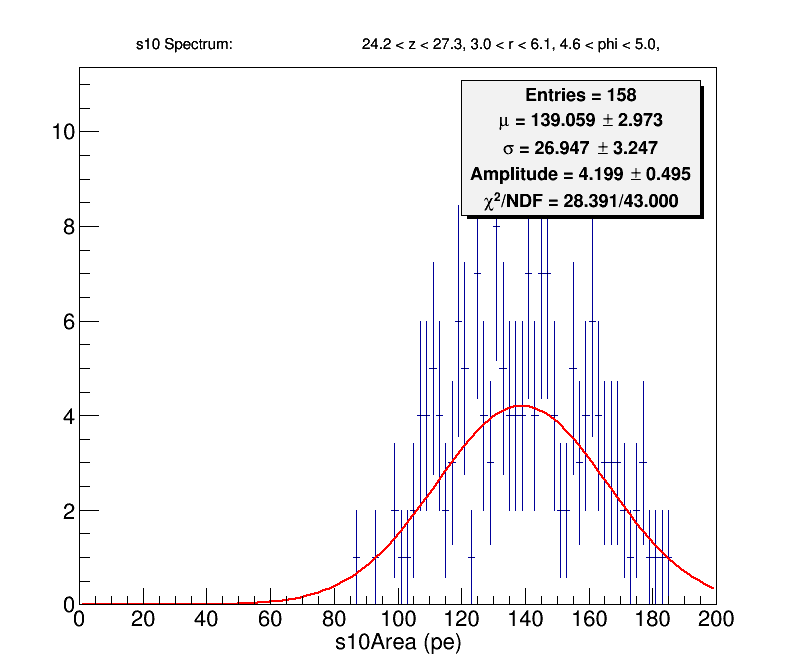 s10 Spectrum: 24.2 < z < 27.3, 3.0 < r < 6.1, 4.6 < phi < 5.0,
Entries = 158
μ = 139.059 ± 2.973
σ = 26.947 ± 3.247
Amplitude = 4.199 ± 0.495
χ²/NDF = 28.391/43.000
10
8
6
4
2
0
0 20 40 60 80 100 120 140 160 180 200
s10Area (pe)